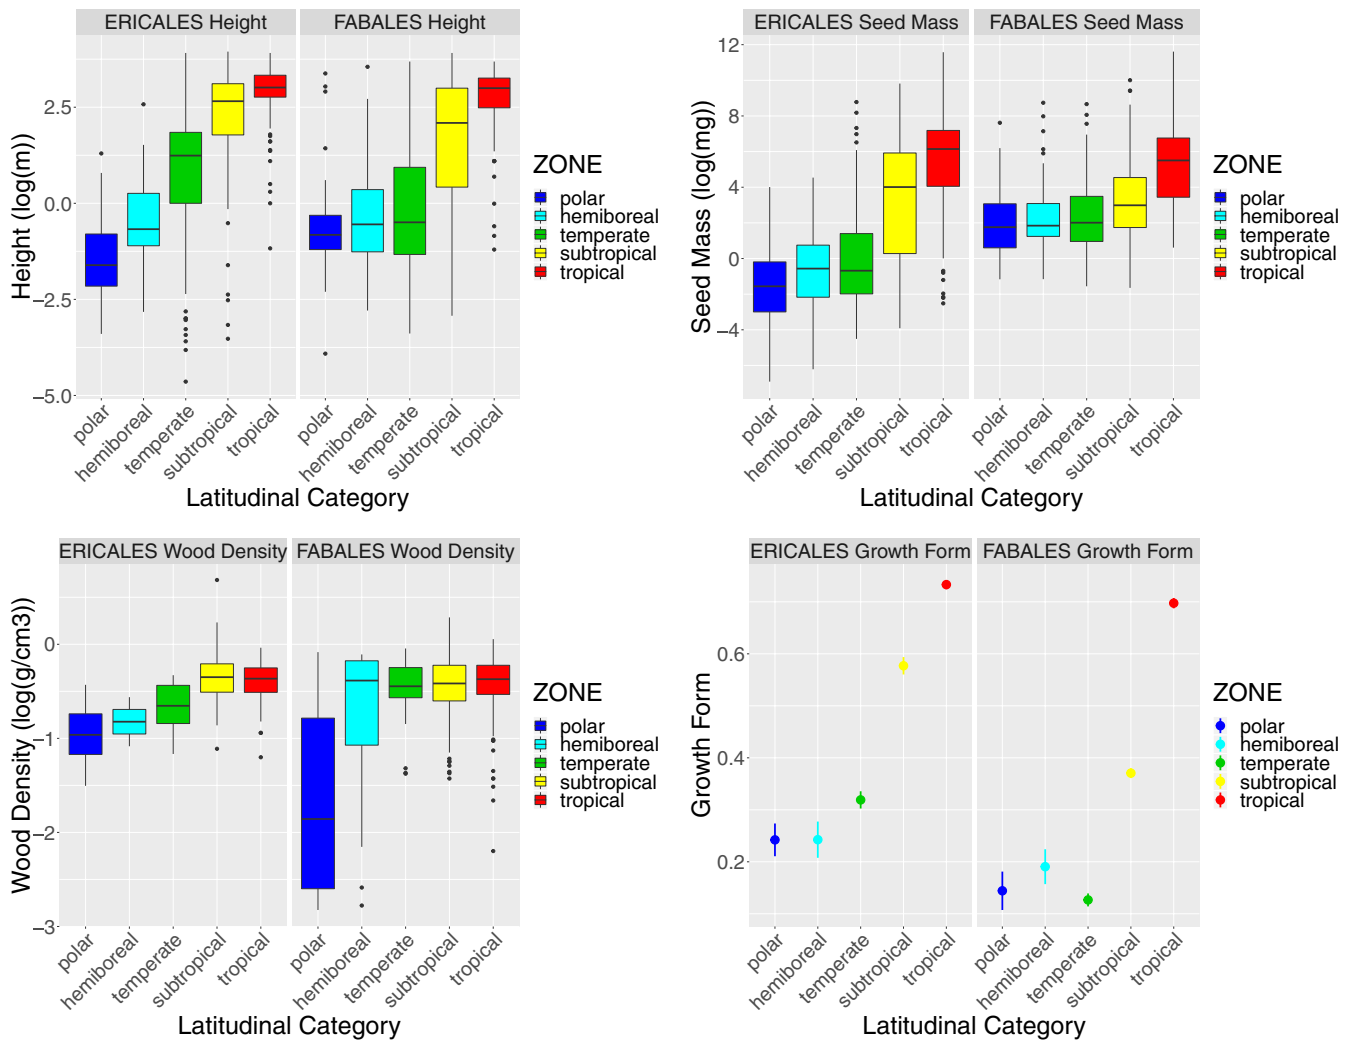 ERICALES Height
FABALES Height
Height (log(m))
2.5
0.0
−2.5
−5.0
polar
hemiboreal
temperate
subtropical
tropical
polar
hemiboreal
temperate
subtropical
tropical
Latitudinal Category
ZONE
polar
hemiboreal
temperate
subtropical
tropical
ERICALES Seed Mass
FABALES Seed Mass
Seed Mass (log(mg))
12
8
4
0
−4
polar
hemiboreal
temperate
subtropical
tropical
polar
hemiboreal
temperate
subtropical
tropical
Latitudinal Category
ZONE
polar
hemiboreal
temperate
subtropical
tropical
ERICALES Wood Density
FABALES Wood Density
Wood Density (log(g/cm3))
0
−1
−2
−3
polar
hemiboreal
temperate
subtropical
tropical
polar
hemiboreal
temperate
subtropical
tropical
Latitudinal Category
ZONE
polar
hemiboreal
temperate
subtropical
tropical
ERICALES Growth Form
FABALES Growth Form
Growth Form
0.6
0.4
0.2
polar
hemiboreal
temperate
subtropical
tropical
polar
hemiboreal
temperate
subtropical
tropical
Latitudinal Category
ZONE
polar
hemiboreal
temperate
subtropical
tropical